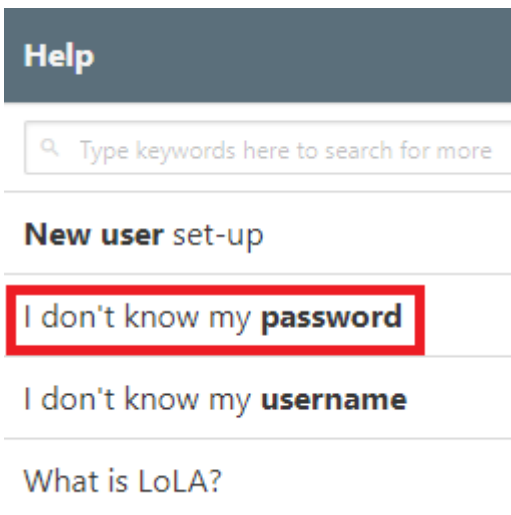 Help
Type keywords here to search for more
New user set-up
I don't know my password
I don't know my username
What is LoLA?